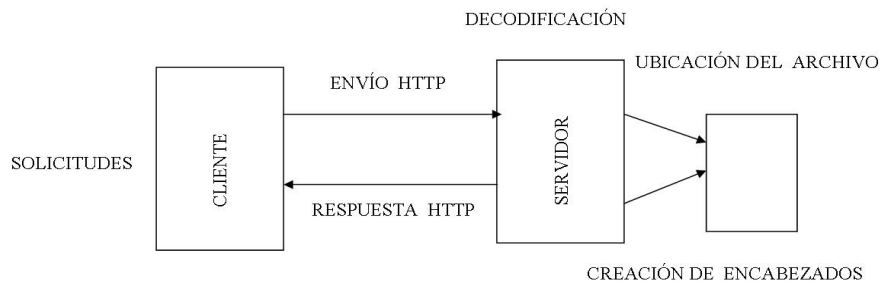 DECODIFICACIÓN
UBICACIÓN DEL ARCHIVO
ENVÍO HTTP
SOLICITUDES
CLIENTE
SERVIDOR
RESPUESTA HTTP
CREACIÓN DE ENCABEZADOS